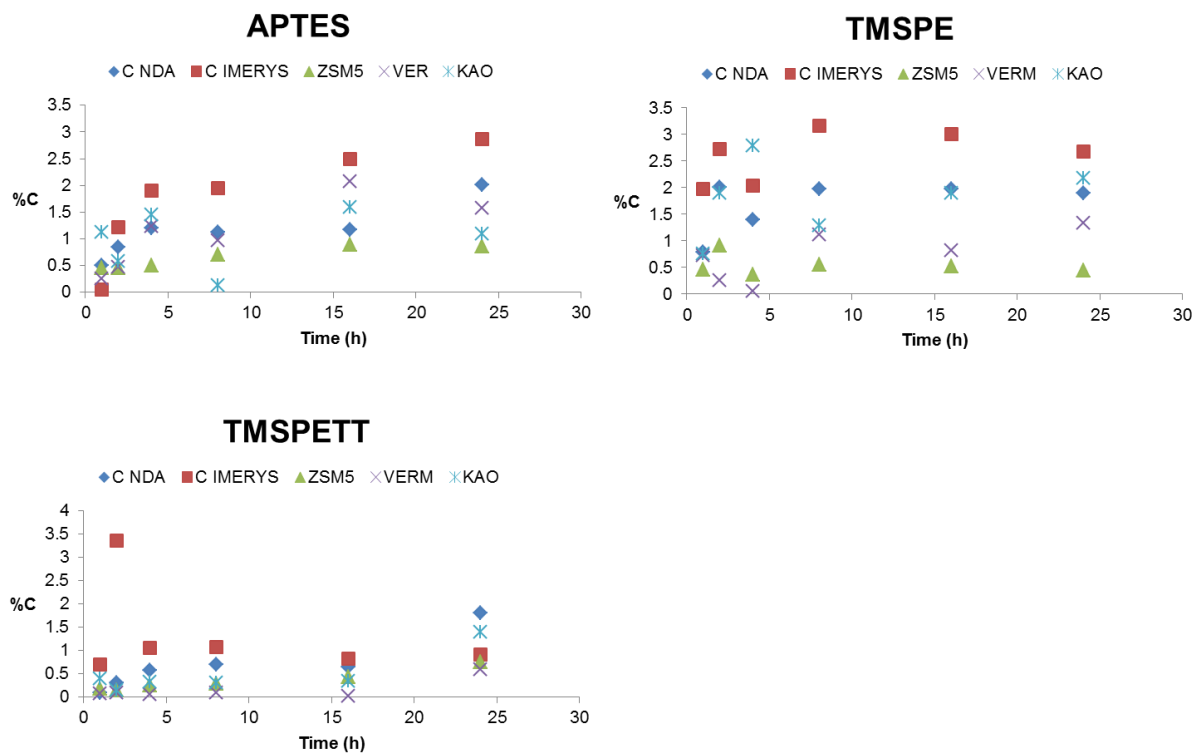 APTES
C NDA C IMERYS ZSM5 VER KAO
3.5
3
2.5
2
1.5
1
0.5
0
%C
0 5 10 15 20 25 30
Time (h)
TMSPE
C NDA C IMERYS ZSM5 VERM KAO
3.5
3
2.5
2
1.5
1
0.5
0
%C
0 5 10 15 20 25 30
Time (h)
TMSPETT
C NDA C IMERYS ZSM5 VERM KAO
4
3.5
3
2.5
2
1.5
1
0.5
0
%C
0 5 10 15 20 25 30
Time (h)